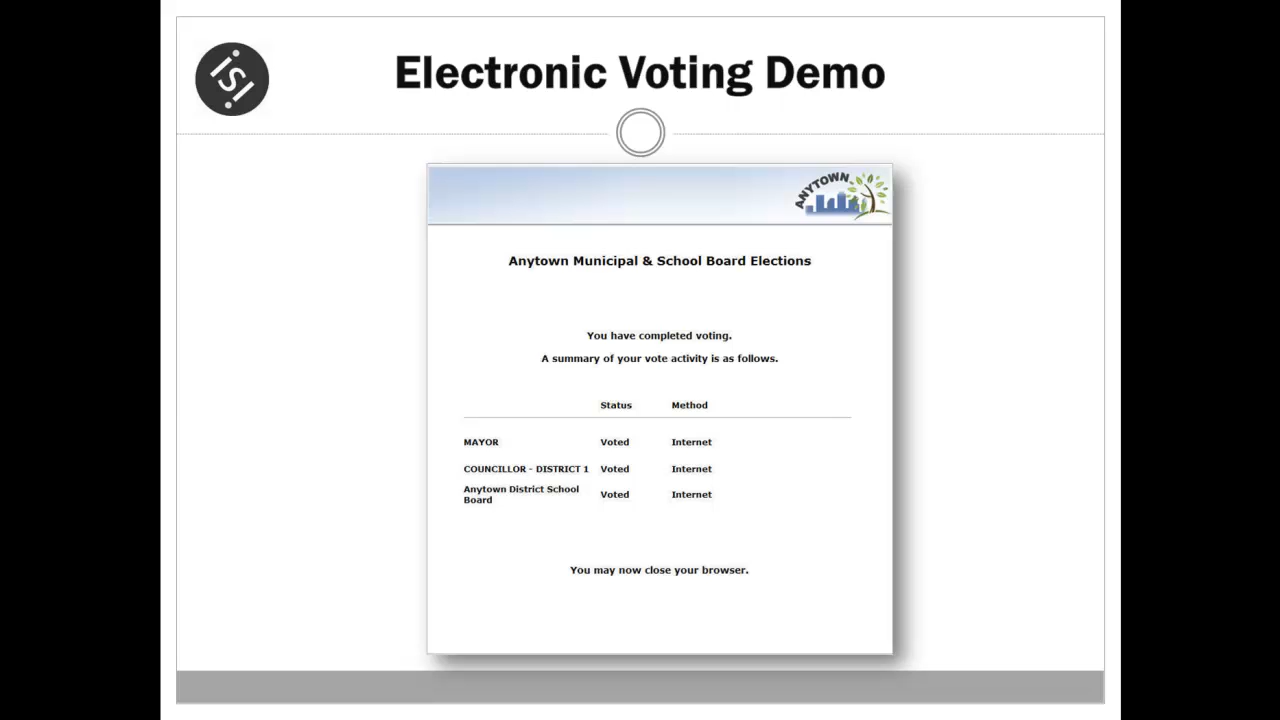 isi
Electronic Voting Demo
ANYTOWN
Anytown Municipal & School Board Elections
You have completed voting.
A summary of your vote activity is as follows.
Status Method
MAYOR Voted Internet
COUNCILLOR - DISTRICT 1 Voted Internet
Anytown District School
Board Voted Internet
You may now close your browser.